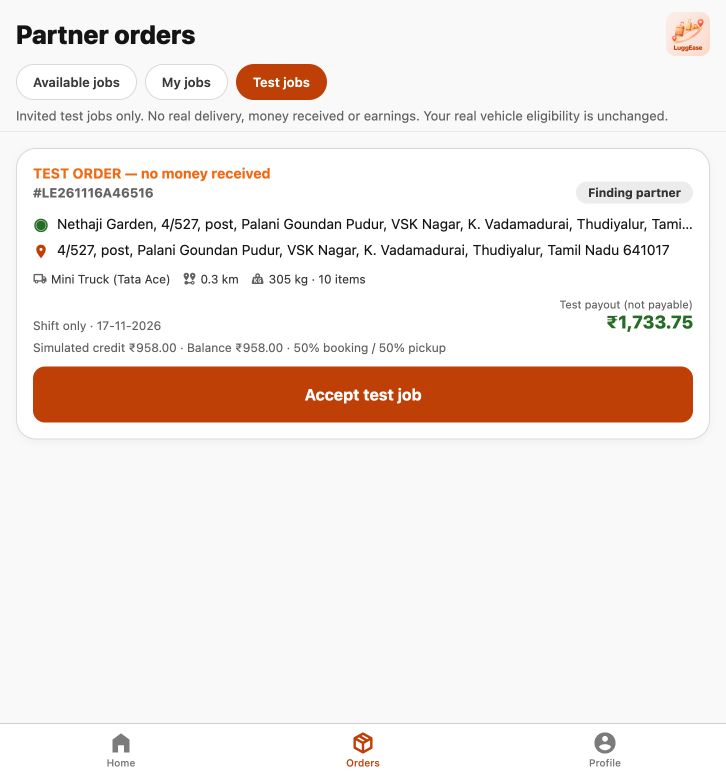 Partner orders
LuggEase
Available jobs
My jobs
Test jobs
Invited test jobs only. No real delivery, money received or earnings. Your real vehicle eligibility is unchanged.
TEST ORDER — no money received
#LE261116A46516
Finding partner
Nethaji Garden, 4/527, post, Palani Goundan Pudur, VSK Nagar, K. Vadamadurai, Thudiyalur, Tami...
4/527, post, Palani Goundan Pudur, VSK Nagar, K. Vadamadurai, Thudiyalur, Tamil Nadu 641017
Mini Truck (Tata Ace) 0.3 km 305 kg · 10 items
Test payout (not payable)
₹1,733.75
Shift only · 17-11-2026
Simulated credit ₹958.00 · Balance ₹958.00 · 50% booking / 50% pickup
Accept test job
Home
Orders
Profile